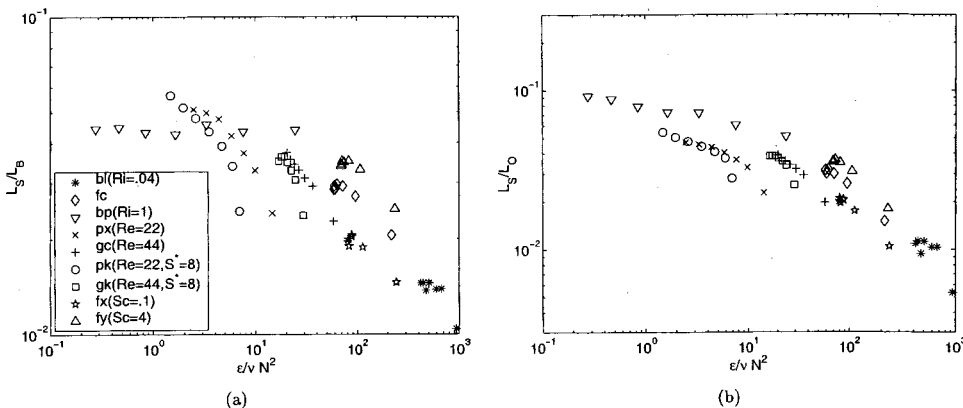 10^-1
10^-2
L_S/L_B
bl(Ri=.04)
fc
bp(Ri=1)
px(Re=22)
gc(Re=44)
pk(Re=22,S*=8)
gk(Re=44,S*=8)
fx(Sc=.1)
fy(Sc=4)
10^-1 10^0 10^1 10^2 10^3
ε/ν N^2
(a)
10^-1
10^-2
L_S/L_O
10^-1 10^0 10^1 10^2 10^3
ε/ν N^2
(b)